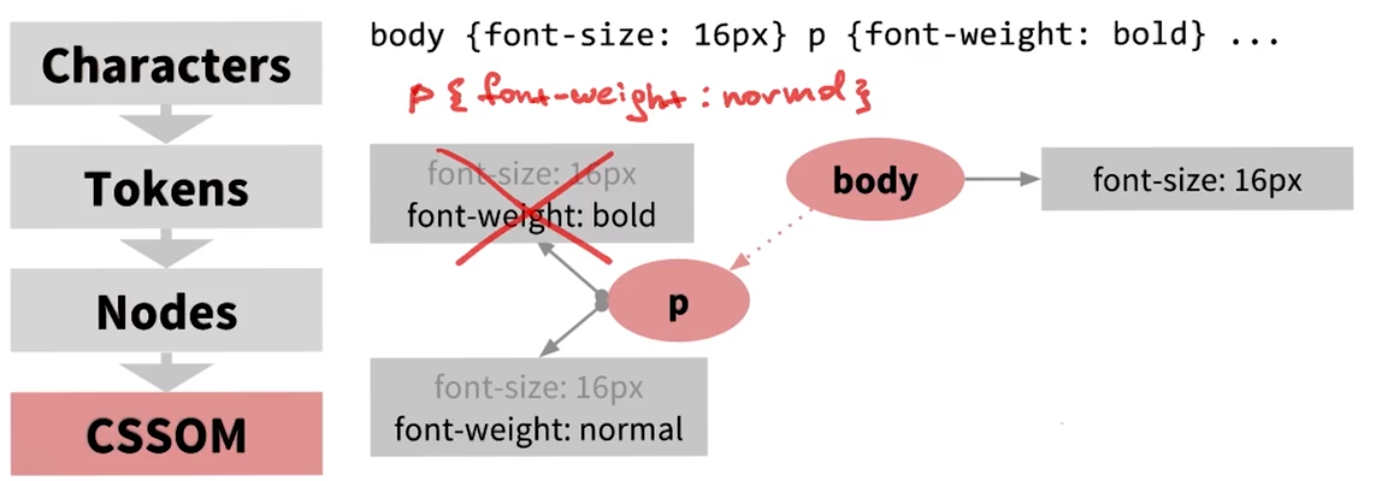 Characters
Tokens
Nodes
CSSOM
body {font-size: 16px} p {font-weight: bold} ...
p { font-weight : normal }
font-size: 16px
font-weight: bold
body
font-size: 16px
p
font-size: 16px
font-weight: normal